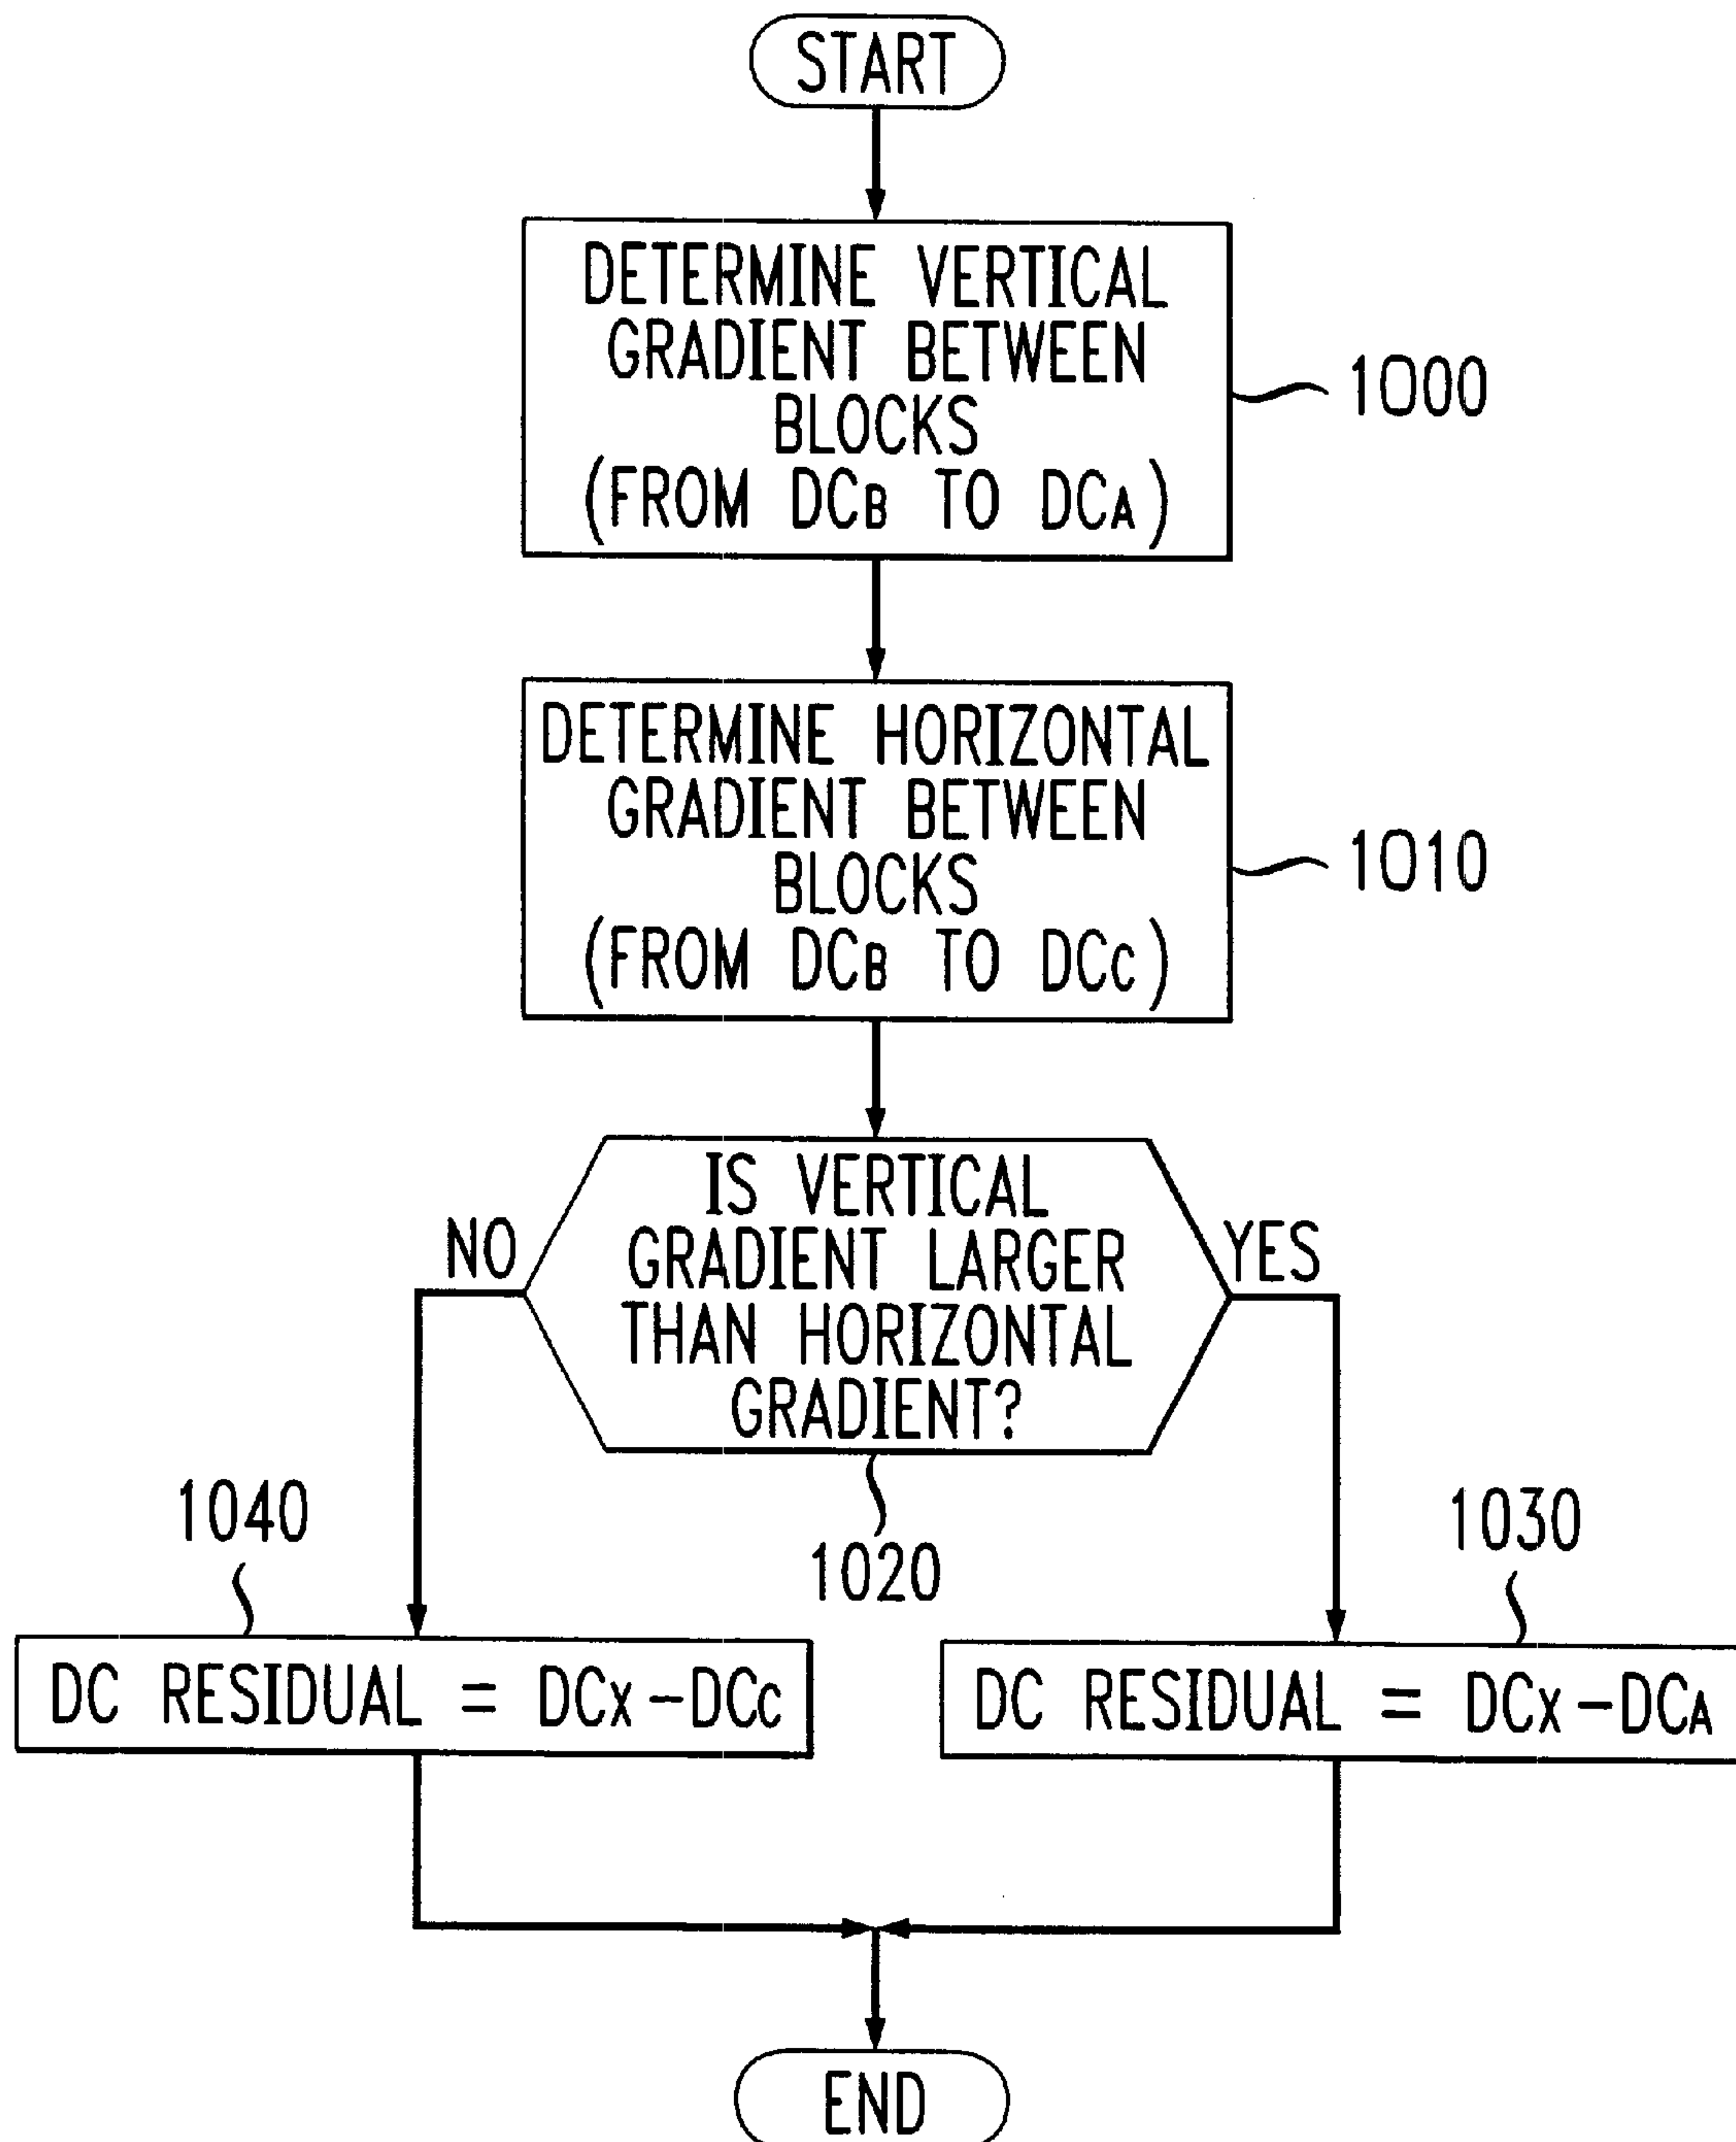 START
DETERMINE VERTICAL
GRADIENT BETWEEN
BLOCKS
(FROM DCB TO DCA)
1000
DETERMINE HORIZONTAL
GRADIENT BETWEEN
BLOCKS
(FROM DCB TO DCC)
1010
IS VERTICAL
GRADIENT LARGER
THAN HORIZONTAL
GRADIENT?
NO
YES
1020
1040
1030
DC RESIDUAL = DCX-DCC
DC RESIDUAL = DCX-DCA
END